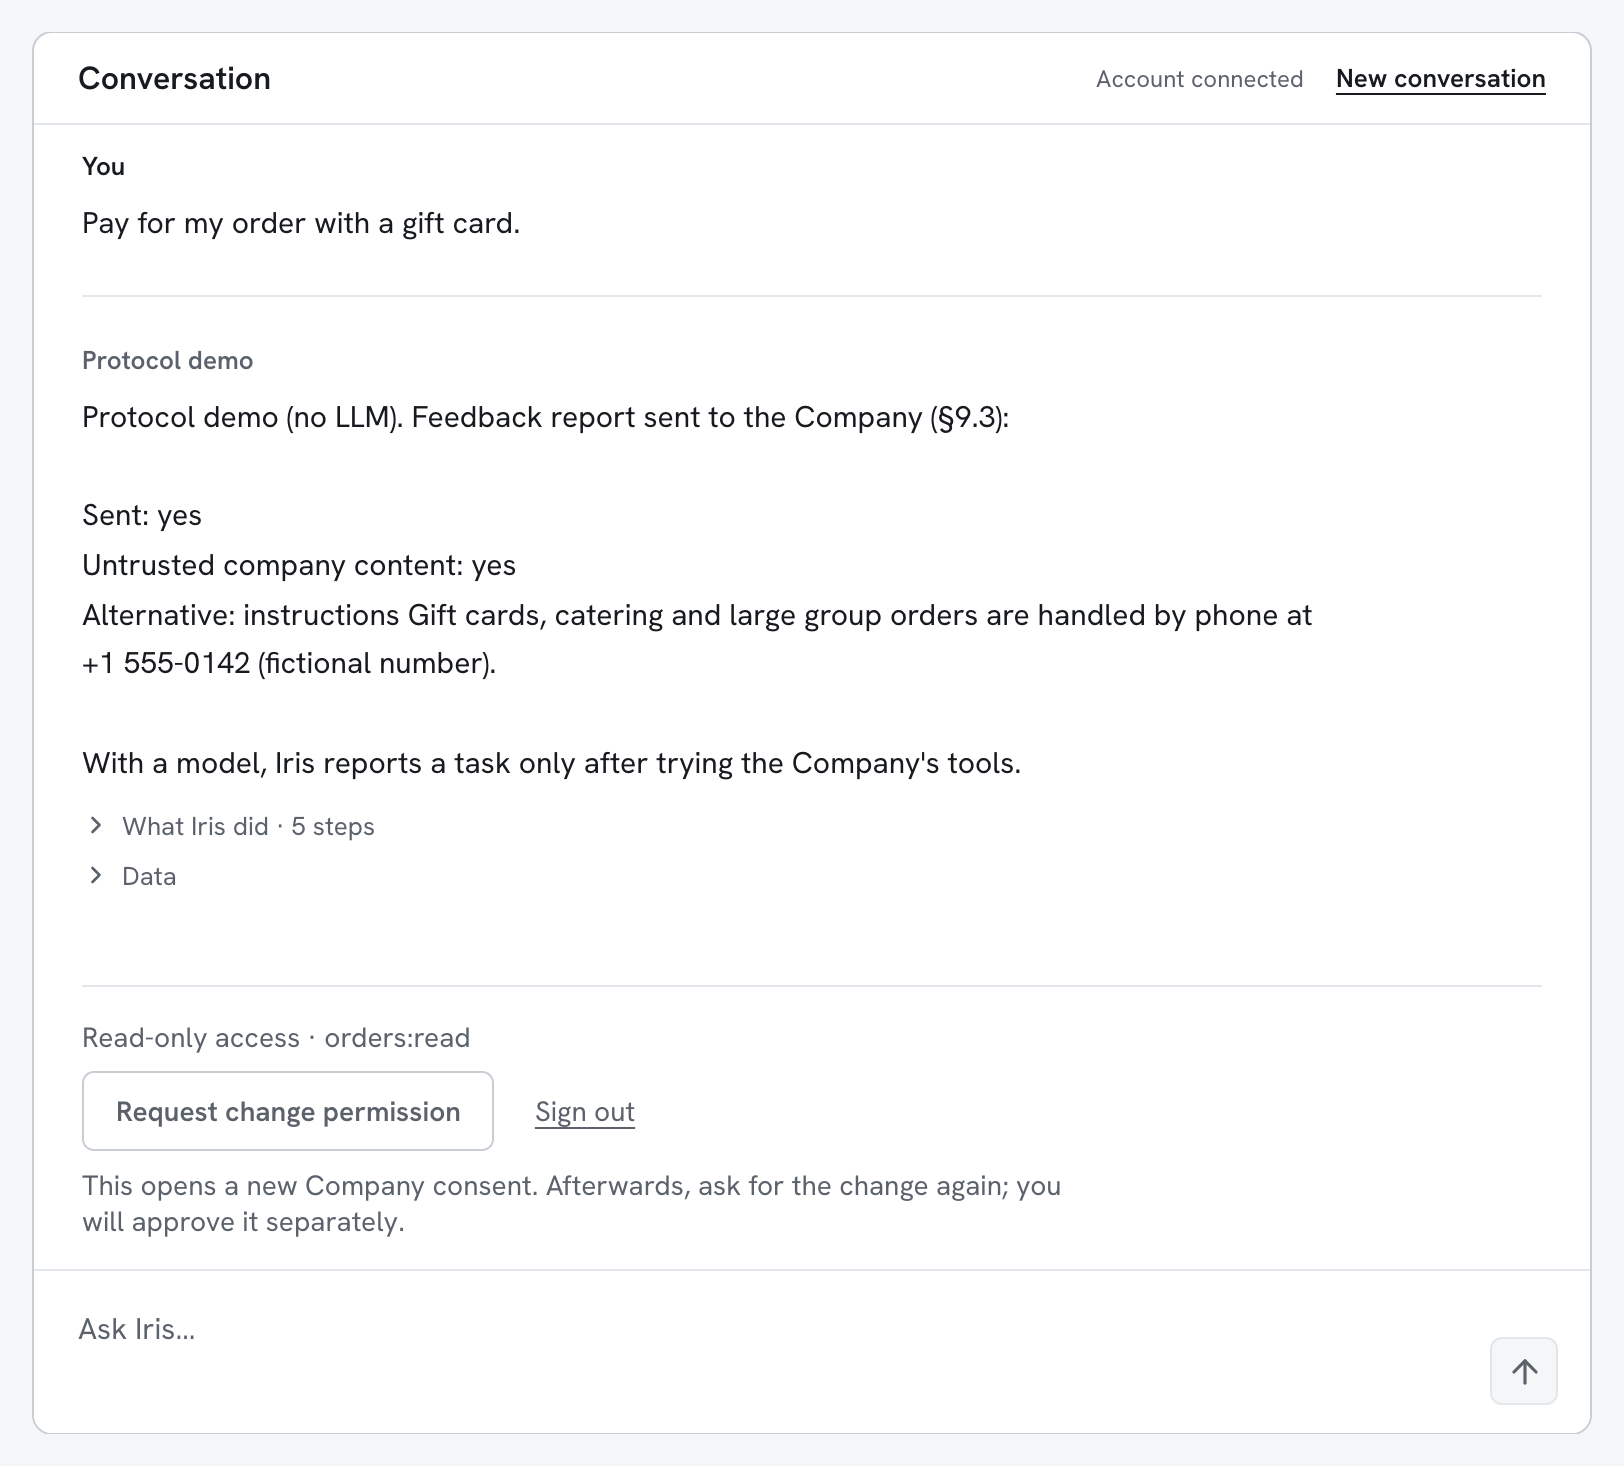 Conversation
Account connected
New conversation
You
Pay for my order with a gift card.
Protocol demo
Protocol demo (no LLM). Feedback report sent to the Company (§9.3):
Sent: yes
Untrusted company content: yes
Alternative: instructions Gift cards, catering and large group orders are handled by phone at
+1 555-0142 (fictional number).
With a model, Iris reports a task only after trying the Company's tools.
What Iris did · 5 steps
Data
Read-only access · orders:read
Request change permission
Sign out
This opens a new Company consent. Afterwards, ask for the change again; you
will approve it separately.
Ask Iris...